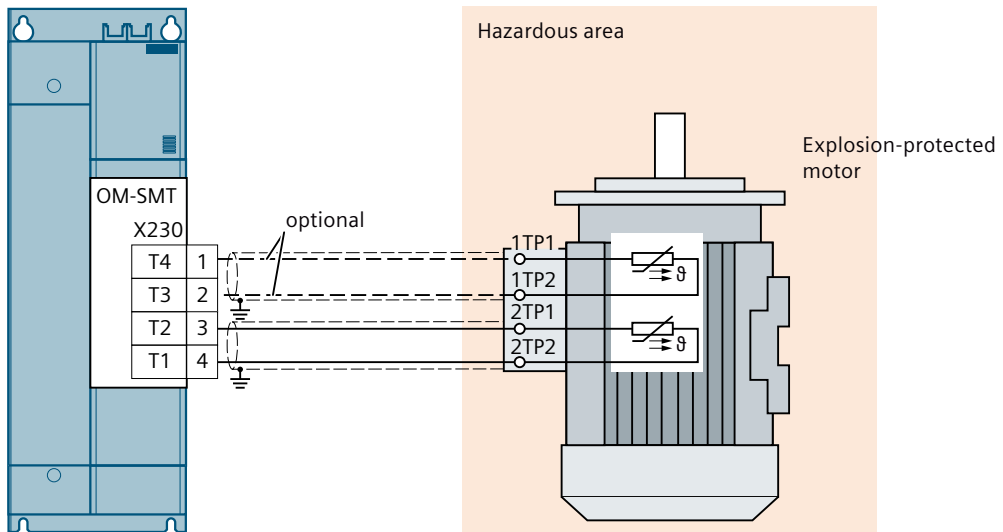 Hazardous area
Explosion-protected
motor
OM-SMT
X230
optional
T4 1
T3 2
T2 3
T1 4
1TP1
1TP2
2TP1
2TP2
ϑ
ϑ